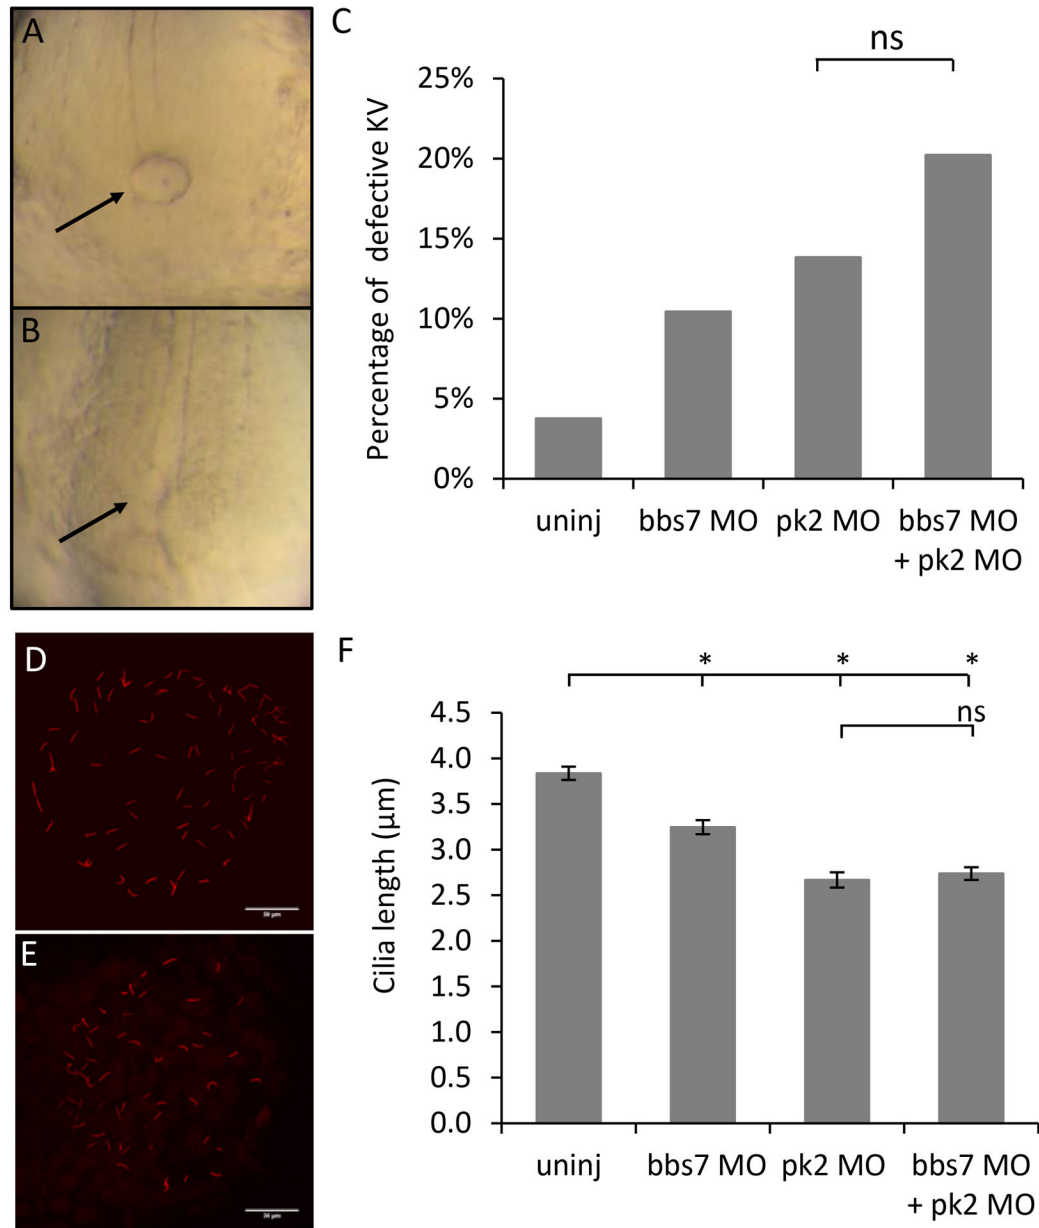 A
B
C
ns
Percentage of defective KV
25%
20%
15%
10%
5%
0%
uninj
bbs7 MO
pk2 MO
bbs7 MO
+ pk2 MO
D
E
F
* * *
ns
Cilia length (µm)
4.5
4.0
3.5
3.0
2.5
2.0
1.5
1.0
0.5
0.0
uninj
bbs7 MO
pk2 MO
bbs7 MO
+ pk2 MO